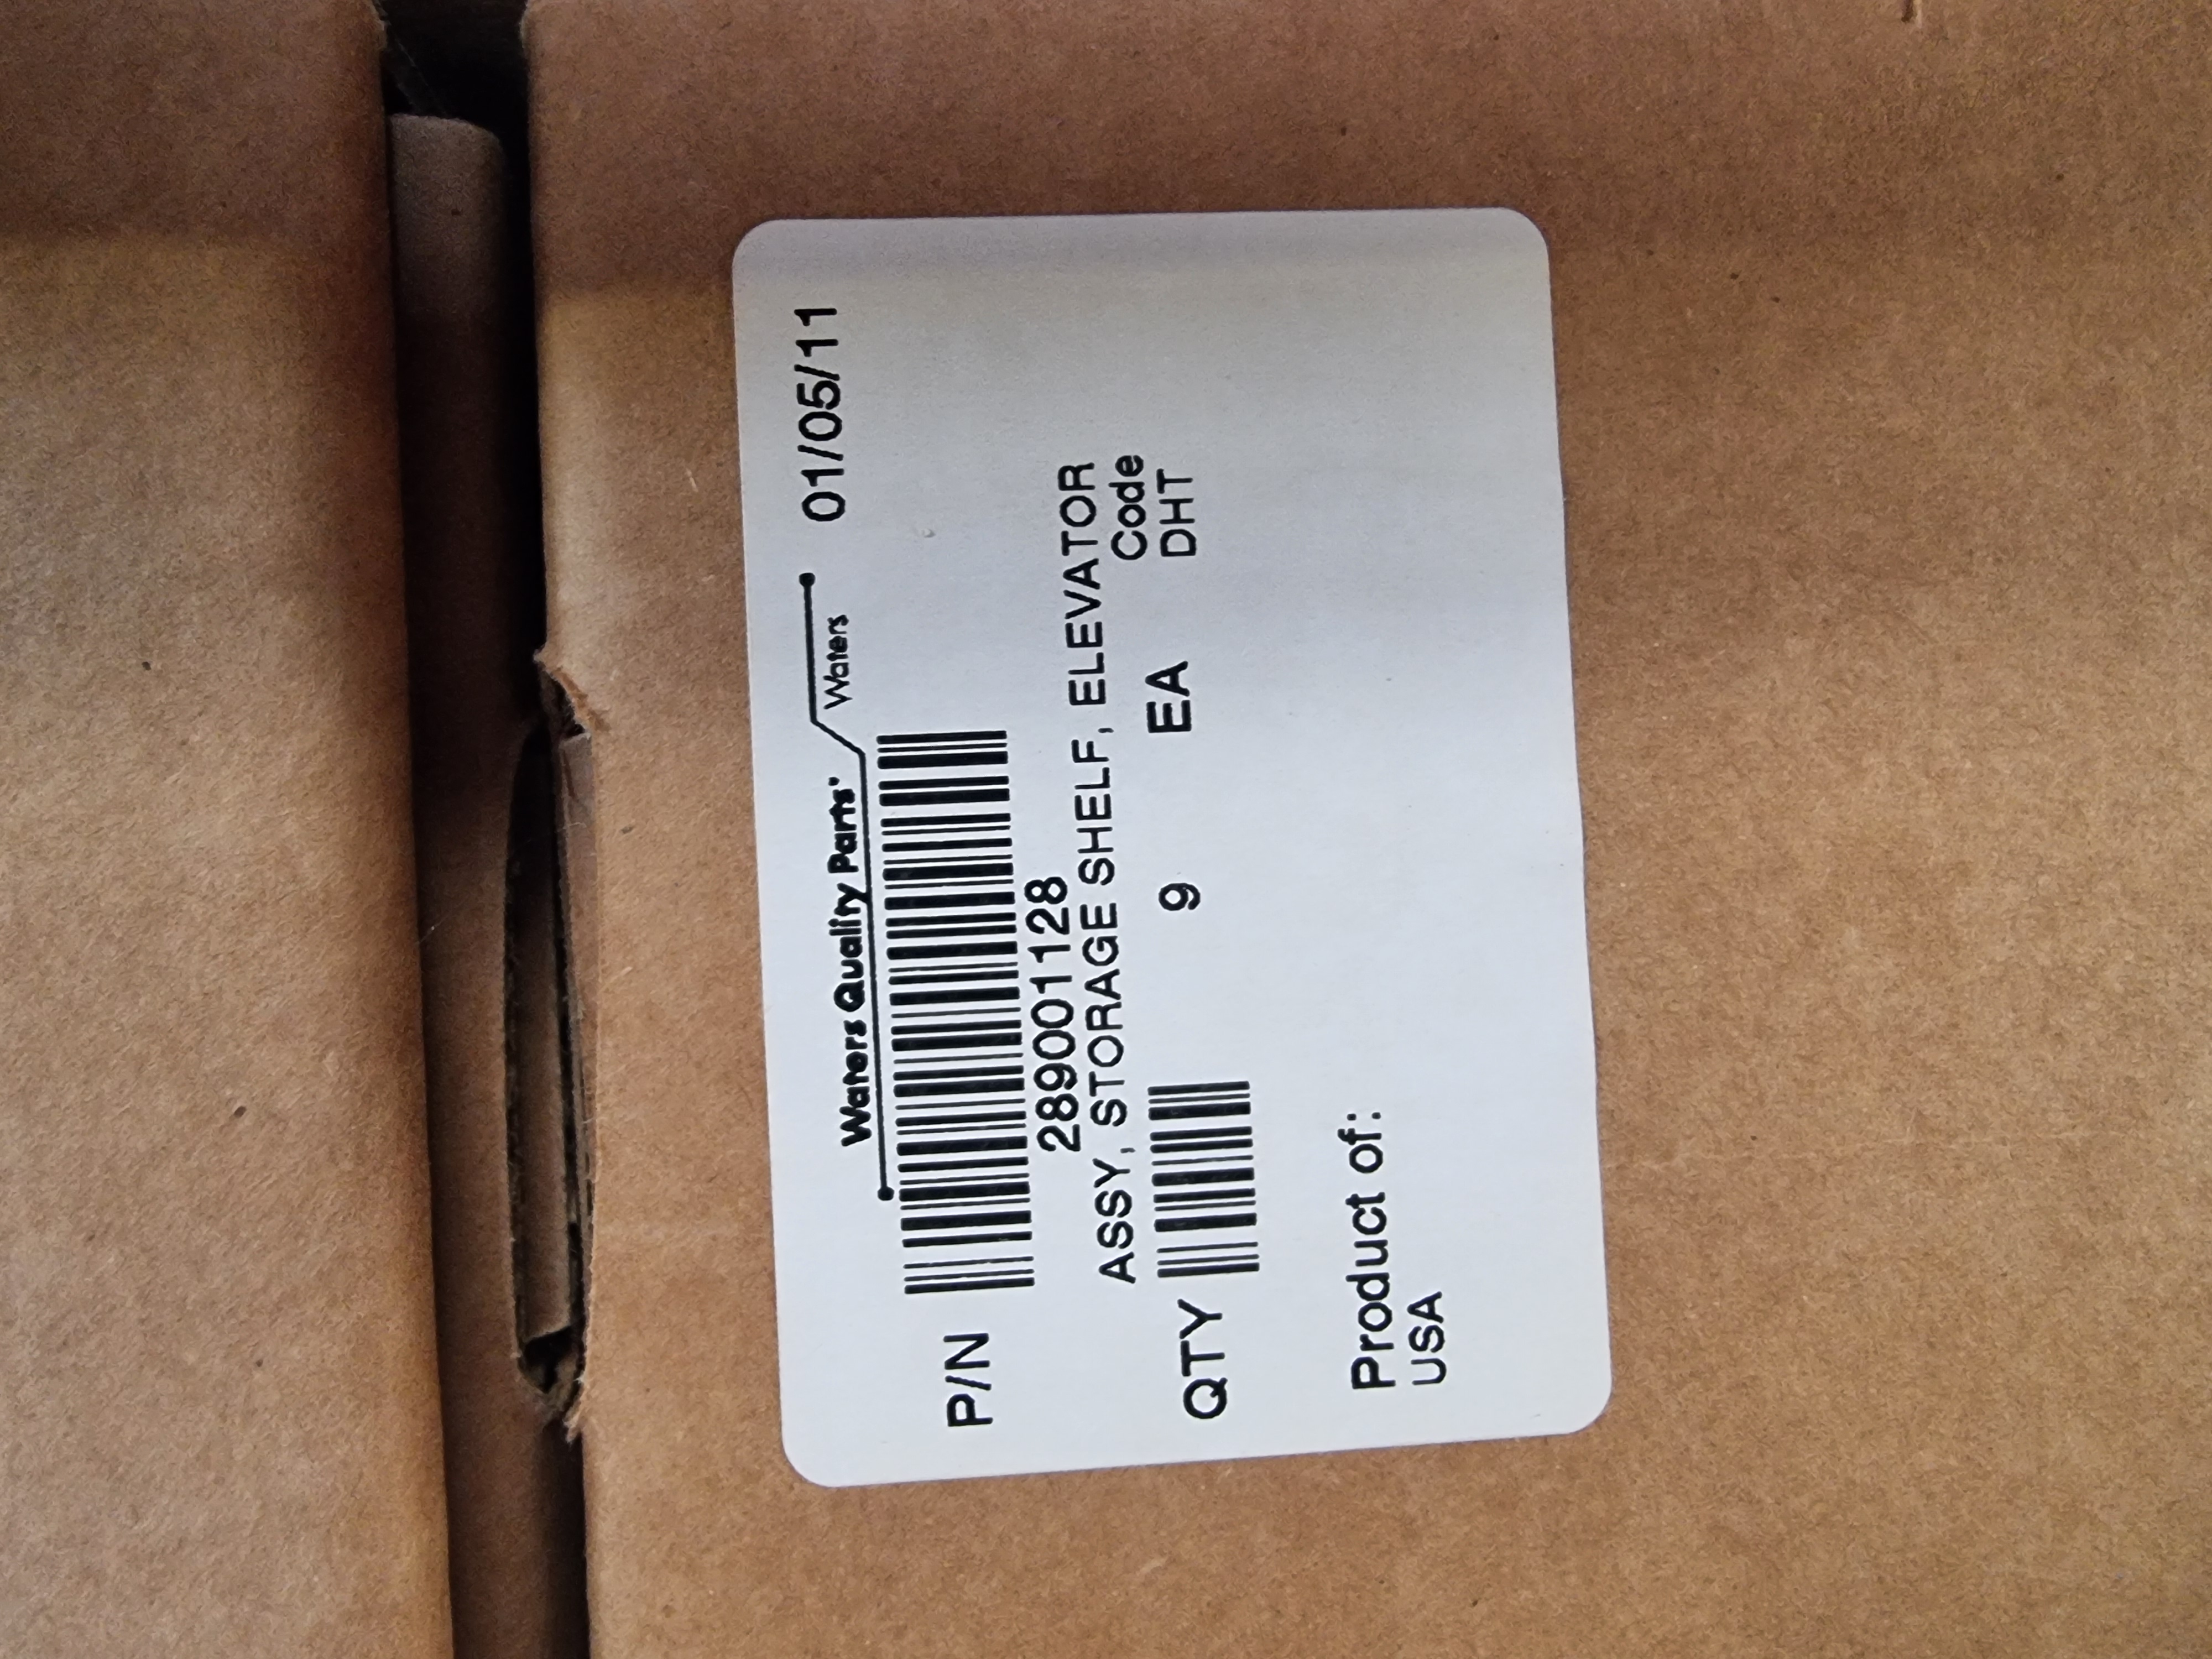 Waters Quality Parts® Waters 01/05/11
P/N
289001128
ASSY, STORAGE SHELF, ELEVATOR
Code
QTY 9 EA DHT
Product of:
USA